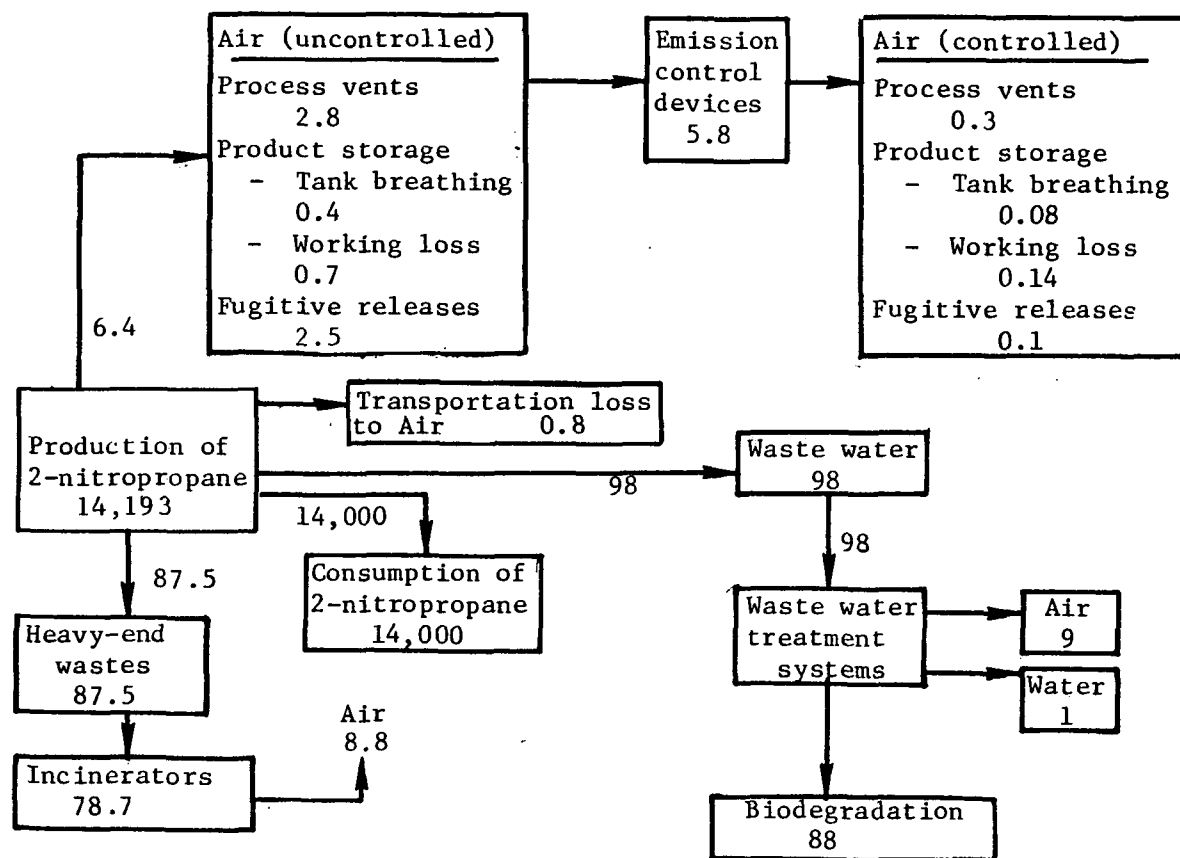 Air (uncontrolled)
Process vents
2.8
Product storage
- Tank breathing
0.4
- Working loss
0.7
Fugitive releases
2.5
Emission
control
devices
5.8
Air (controlled)
Process vents
0.3
Product storage
- Tank breathing
0.08
- Working loss
0.14
Fugitive releases
0.1
6.4
Production of
2-nitropropane
14,193
Transportation loss
to Air 0.8
98
Waste water
98
14,000
Consumption of
2-nitropropane
14,000
98
87.5
Heavy-end
wastes
87.5
Waste water
treatment
systems
Air
9
Water
1
Incinerators
78.7
Air
8.8
Biodegradation
88